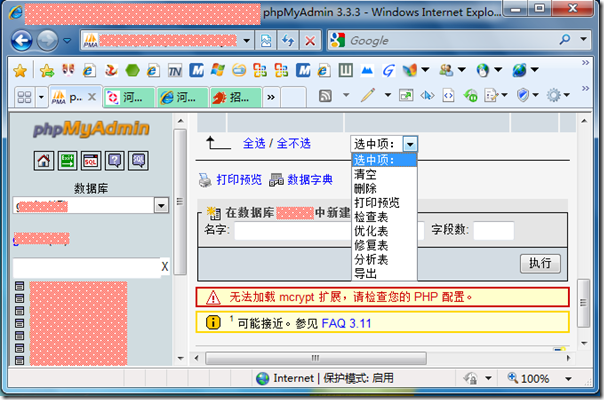 phpMyAdmin 3.3.3 - Windows Internet Explo...
PMA
Google
PMA p...
河...
河...
招...
phpMyAdmin
SQL
数据库
g
X
全选 / 全不选
选中项：
选中项：
清空
删除
打印预览
检查表
优化表
修复表
分析表
导出
打印预览 数据字典
在数据库 中新建
名字: 字段数:
执行
无法加载 mcrypt 扩展，请检查您的 PHP 配置。
1 可能接近。参见 FAQ 3.11
Internet | 保护模式: 启用
100%